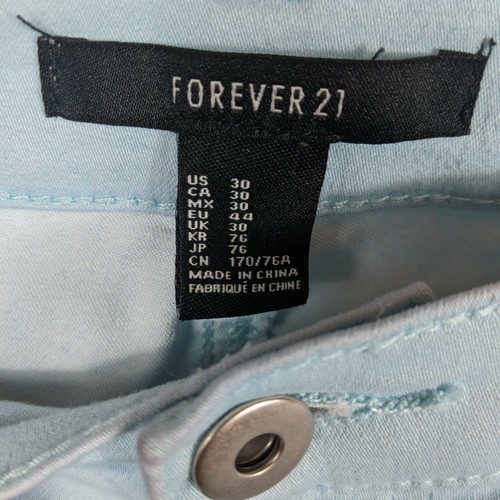 FOREVER 21
US 30
CA 30
MX 30
EU 44
UK 30
KR 76
JP 76
CN 170/76A
MADE IN CHINA
FABRIQUÉ EN CHINE